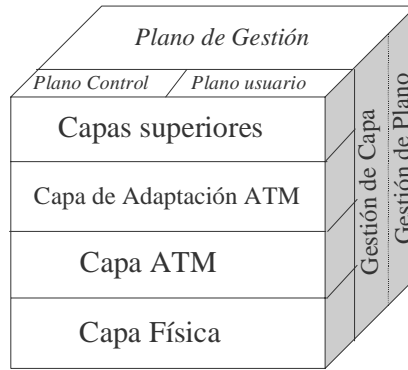 Plano de Gestión
Plano Control
Plano usuario
Capas superiores
Capa de Adaptación ATM
Capa ATM
Capa Física
Gestión de Capa
Gestión de Plano